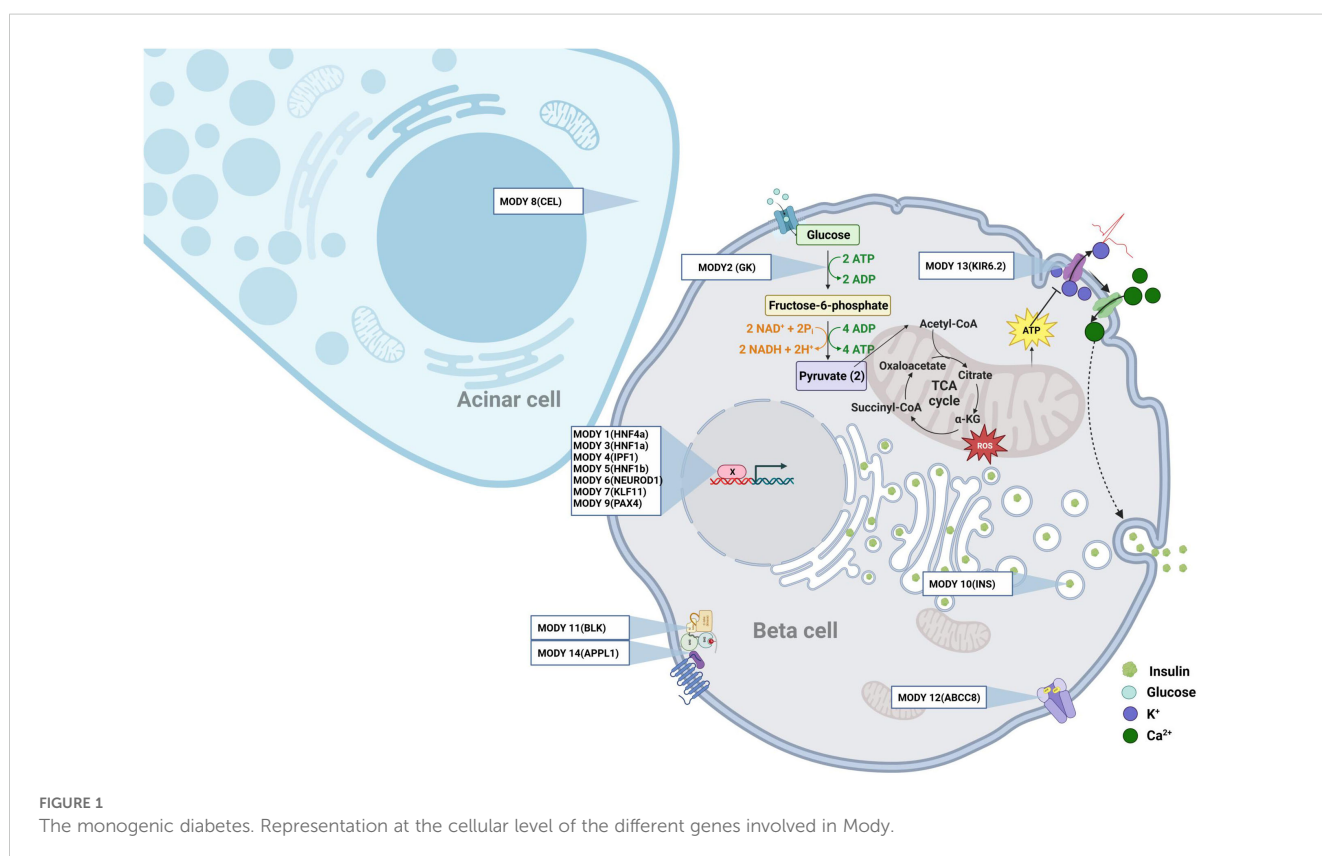 MODY 8(CEL)
Acinar cell
Glucose
MODY2 (GK)
2 ATP
2 ADP
Fructose-6-phosphate
2 NAD⁺ + 2Pᵢ
4 ADP
2 NADH + 2H⁺
4 ATP
Pyruvate (2)
Acetyl-CoA
Oxaloacetate
Citrate
TCA
cycle
Succinyl-CoA
α-KG
ROS
ATP
MODY 13(KIR6.2)
MODY 1(HNF4a)
MODY 3(HNF1a)
MODY 4(IPF1)
MODY 5(HNF1b)
MODY 6(NEUROD1)
MODY 7(KLF11)
MODY 9(PAX4)
X
MODY 10(INS)
MODY 11(BLK)
MODY 14(APPL1)
Beta cell
MODY 12(ABCC8)
Insulin
Glucose
K⁺
Ca²⁺
FIGURE 1
The monogenic diabetes. Representation at the cellular level of the different genes involved in Mody.